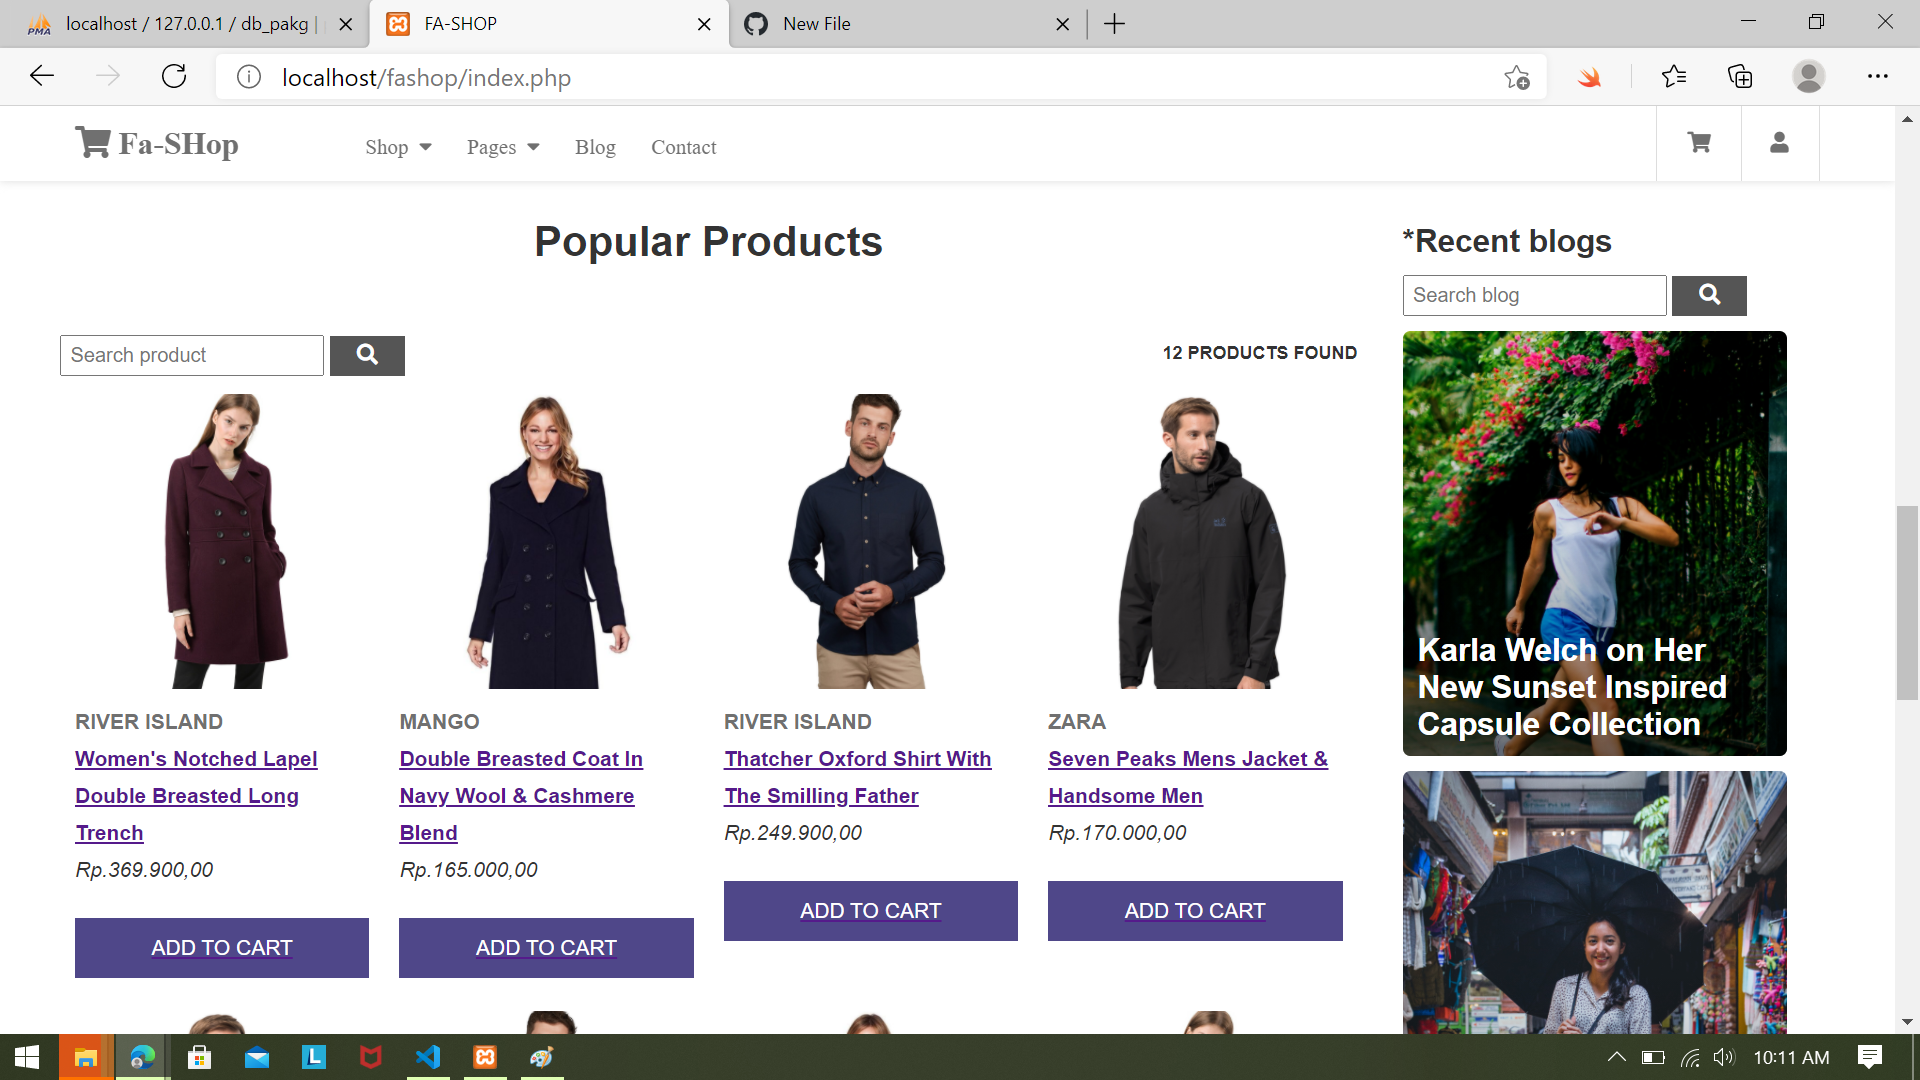 localhost / 127.0.0.1 / db_pakg |
FA-SHOP
New File
localhost/fashop/index.php
Fa-SHop
Shop
Pages
Blog
Contact
Popular Products
*Recent blogs
Search blog
Search product
12 PRODUCTS FOUND
RIVER ISLAND
Women's Notched Lapel
Double Breasted Long
Trench
Rp.369.900,00
ADD TO CART
MANGO
Double Breasted Coat In
Navy Wool & Cashmere
Blend
Rp.165.000,00
ADD TO CART
RIVER ISLAND
Thatcher Oxford Shirt With
The Smilling Father
Rp.249.900,00
ADD TO CART
ZARA
Seven Peaks Mens Jacket &
Handsome Men
Rp.170.000,00
ADD TO CART
Karla Welch on Her
New Sunset Inspired
Capsule Collection
10:11 AM